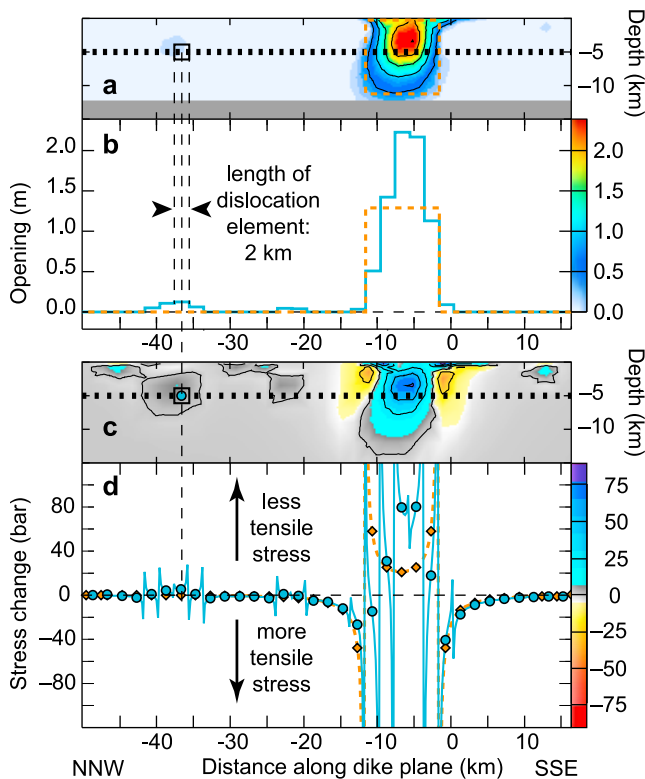 a
−5
−10
Depth (km)
b
2.0
1.5
1.0
0.5
0.0
Opening (m)
length of
dislocation
element:
2 km
2.0
1.5
1.0
0.5
0.0
-40
-30
-20
-10
0
10
c
−5
−10
Depth (km)
d
80
40
0
−40
−80
Stress change (bar)
less
tensile
stress
more
tensile
stress
75
50
25
0
−25
−50
−75
-40
-30
-20
-10
0
10
NNW
Distance along dike plane (km)
SSE